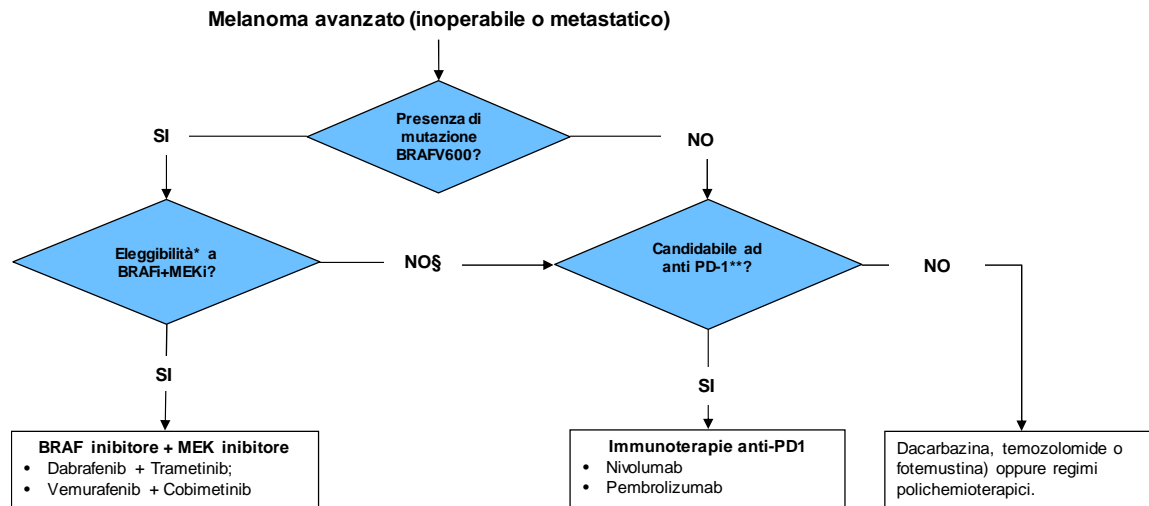 Melanoma avanzato (inoperabile o metastatico)
Presenza di
mutazione
BRAFV600?
SI
NO
Eleggibilità* a
BRAFi+MEKi?
NO§
Candidabile ad
anti PD-1**?
NO
SI
SI
BRAF inibitore + MEK inibitore
• Dabrafenib + Trametinib;
• Vemurafenib + Cobimetinib
Immunoterapie anti-PD1
• Nivolumab
• Pembrolizumab
Dacarbazina, temozolomide o
fotemustina) oppure regimi
polichemioterapici.